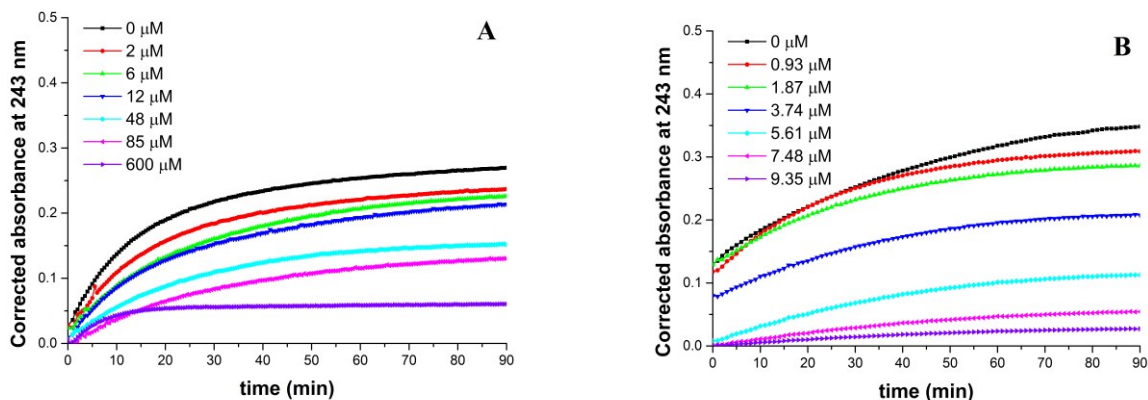 A
0 μM
2 μM
6 μM
12 μM
48 μM
85 μM
600 μM
Corrected absorbance at 243 nm
0.5
0.4
0.3
0.2
0.1
0.0
0 10 20 30 40 50 60 70 80 90
time (min)
B
0 μM
0.93 μM
1.87 μM
3.74 μM
5.61 μM
7.48 μM
9.35 μM
Corrected absorbance at 243 nm
0.5
0.4
0.3
0.2
0.1
0.0
0 10 20 30 40 50 60 70 80 90
time (min)